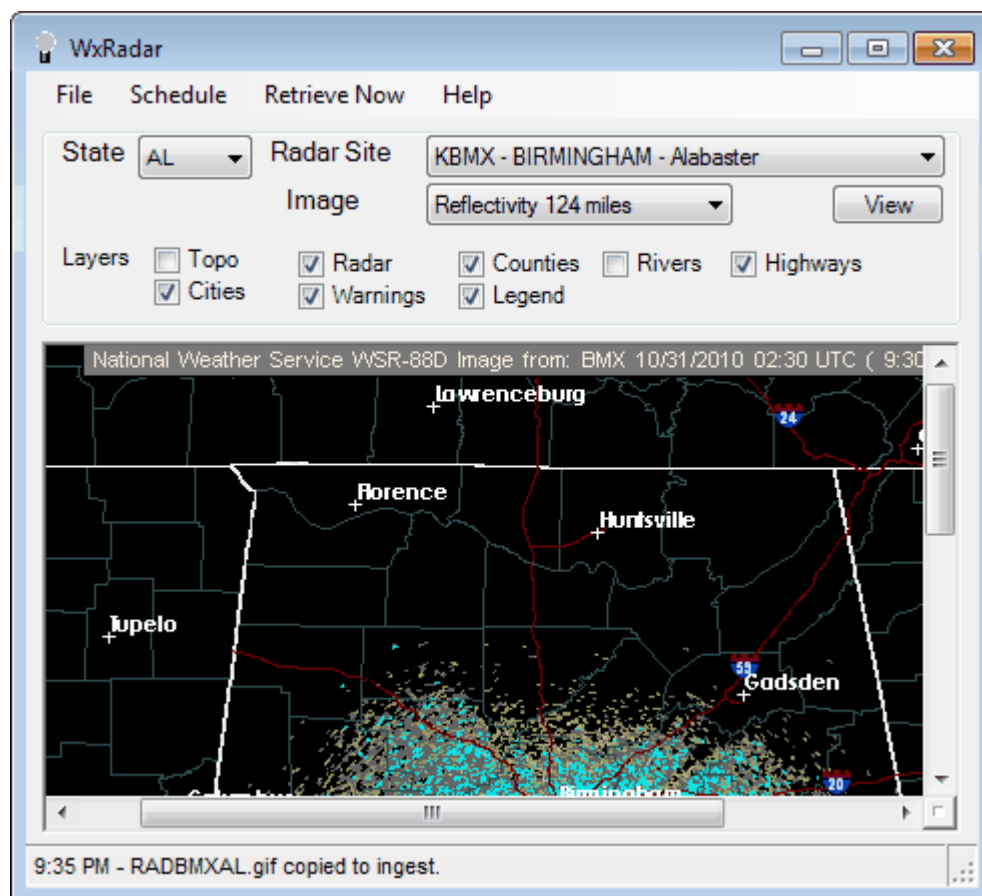 WxRadar
File Schedule Retrieve Now Help
State AL Radar Site KBMX - BIRMINGHAM - Alabaster
Image Reflectivity 124 miles View
Layers Topo Radar Counties Rivers Highways
Cities Warnings Legend
National Weather Service WSR-88D Image from: BMX 10/31/2010 02:30 UTC ( 9:30
Lawrenceburg
24
Florence
Huntsville
Tupelo
59
Gadsden
20
Birmingham
9:35 PM - RADBMXAL.gif copied to ingest.